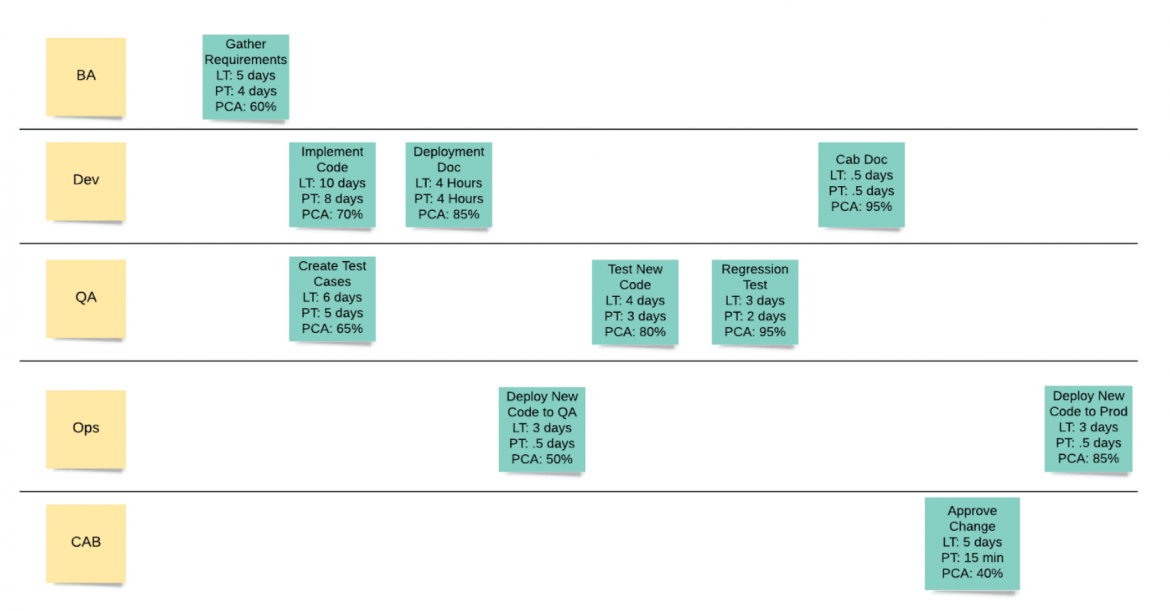 BA
Gather
Requirements
LT: 5 days
PT: 4 days
PCA: 60%
Dev
Implement
Code
LT: 10 days
PT: 8 days
PCA: 70%
Deployment
Doc
LT: 4 Hours
PT: 4 Hours
PCA: 85%
Cab Doc
LT: .5 days
PT: .5 days
PCA: 95%
QA
Create Test
Cases
LT: 6 days
PT: 5 days
PCA: 65%
Test New
Code
LT: 4 days
PT: 3 days
PCA: 80%
Regression
Test
LT: 3 days
PT: 2 days
PCA: 95%
Ops
Deploy New
Code to QA
LT: 3 days
PT: .5 days
PCA: 50%
Deploy New
Code to Prod
LT: 3 days
PT: .5 days
PCA: 85%
CAB
Approve
Change
LT: 5 days
PT: 15 min
PCA: 40%